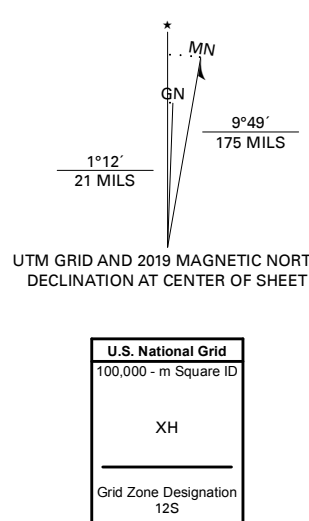 ★
MN
GN
9°49´
175 MILS
1°12´
21 MILS
UTM GRID AND 2019 MAGNETIC NORT
DECLINATION AT CENTER OF SHEET
U.S. National Grid
100,000 - m Square ID
XH
Grid Zone Designation
12S